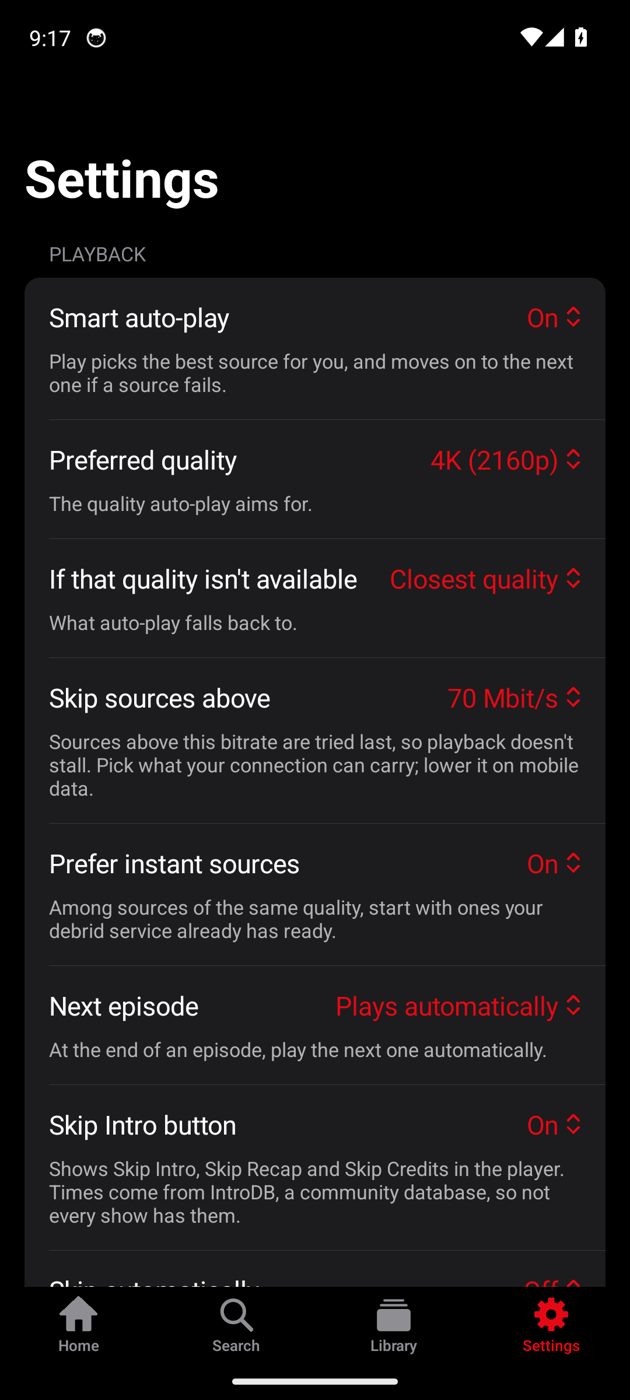 9:17
Settings
PLAYBACK
Smart auto-play On
Play picks the best source for you, and moves on to the next
one if a source fails.
Preferred quality 4K (2160p)
The quality auto-play aims for.
If that quality isn't available Closest quality
What auto-play falls back to.
Skip sources above 70 Mbit/s
Sources above this bitrate are tried last, so playback doesn't
stall. Pick what your connection can carry; lower it on mobile
data.
Prefer instant sources On
Among sources of the same quality, start with ones your
debrid service already has ready.
Next episode Plays automatically
At the end of an episode, play the next one automatically.
Skip Intro button On
Shows Skip Intro, Skip Recap and Skip Credits in the player.
Times come from IntroDB, a community database, so not
every show has them.
Skip automatically Off
Home Search Library Settings